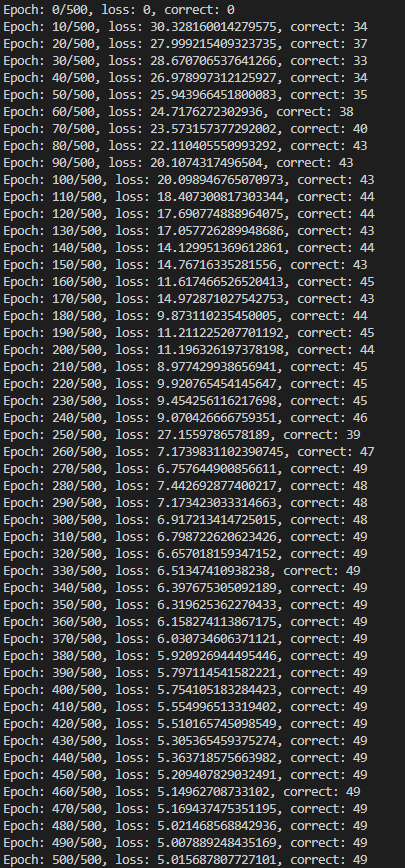 Epoch: 0/500, loss: 0, correct: 0
Epoch: 10/500, loss: 30.328160014279575, correct: 34
Epoch: 20/500, loss: 27.999215409323735, correct: 37
Epoch: 30/500, loss: 28.670706537641266, correct: 33
Epoch: 40/500, loss: 26.978997312125927, correct: 34
Epoch: 50/500, loss: 25.943966451800083, correct: 35
Epoch: 60/500, loss: 24.7176272302936, correct: 38
Epoch: 70/500, loss: 23.573157377292002, correct: 40
Epoch: 80/500, loss: 22.110405550993292, correct: 43
Epoch: 90/500, loss: 20.1074317496504, correct: 43
Epoch: 100/500, loss: 20.098946765070973, correct: 43
Epoch: 110/500, loss: 18.407300817303344, correct: 44
Epoch: 120/500, loss: 17.690774888964075, correct: 44
Epoch: 130/500, loss: 17.057726289948686, correct: 43
Epoch: 140/500, loss: 14.129951369612861, correct: 44
Epoch: 150/500, loss: 14.76716335281556, correct: 43
Epoch: 160/500, loss: 11.617466526520413, correct: 45
Epoch: 170/500, loss: 14.972871027542753, correct: 43
Epoch: 180/500, loss: 9.873110235450005, correct: 44
Epoch: 190/500, loss: 11.211225207701192, correct: 45
Epoch: 200/500, loss: 11.196326197378198, correct: 44
Epoch: 210/500, loss: 8.977429938656941, correct: 45
Epoch: 220/500, loss: 9.920765454145647, correct: 45
Epoch: 230/500, loss: 9.454256116217698, correct: 45
Epoch: 240/500, loss: 9.070426666759351, correct: 46
Epoch: 250/500, loss: 27.1559786578189, correct: 39
Epoch: 260/500, loss: 7.1739831102390745, correct: 47
Epoch: 270/500, loss: 6.757644900856611, correct: 49
Epoch: 280/500, loss: 7.442692877400217, correct: 48
Epoch: 290/500, loss: 7.173423033314663, correct: 48
Epoch: 300/500, loss: 6.917213414725015, correct: 48
Epoch: 310/500, loss: 6.798722620623426, correct: 49
Epoch: 320/500, loss: 6.657018159347152, correct: 49
Epoch: 330/500, loss: 6.51347410938238, correct: 49
Epoch: 340/500, loss: 6.397675305092189, correct: 49
Epoch: 350/500, loss: 6.319625362270433, correct: 49
Epoch: 360/500, loss: 6.158274113867175, correct: 49
Epoch: 370/500, loss: 6.030734606371121, correct: 49
Epoch: 380/500, loss: 5.920926944495446, correct: 49
Epoch: 390/500, loss: 5.797114541582221, correct: 49
Epoch: 400/500, loss: 5.754105183284423, correct: 49
Epoch: 410/500, loss: 5.554996513319402, correct: 49
Epoch: 420/500, loss: 5.510165745098549, correct: 49
Epoch: 430/500, loss: 5.305365459375274, correct: 49
Epoch: 440/500, loss: 5.363718575663982, correct: 49
Epoch: 450/500, loss: 5.209407829032491, correct: 49
Epoch: 460/500, loss: 5.14962708733102, correct: 49
Epoch: 470/500, loss: 5.169437475351195, correct: 49
Epoch: 480/500, loss: 5.021468568842936, correct: 49
Epoch: 490/500, loss: 5.007889248435169, correct: 49
Epoch: 500/500, loss: 5.015687807727101, correct: 49